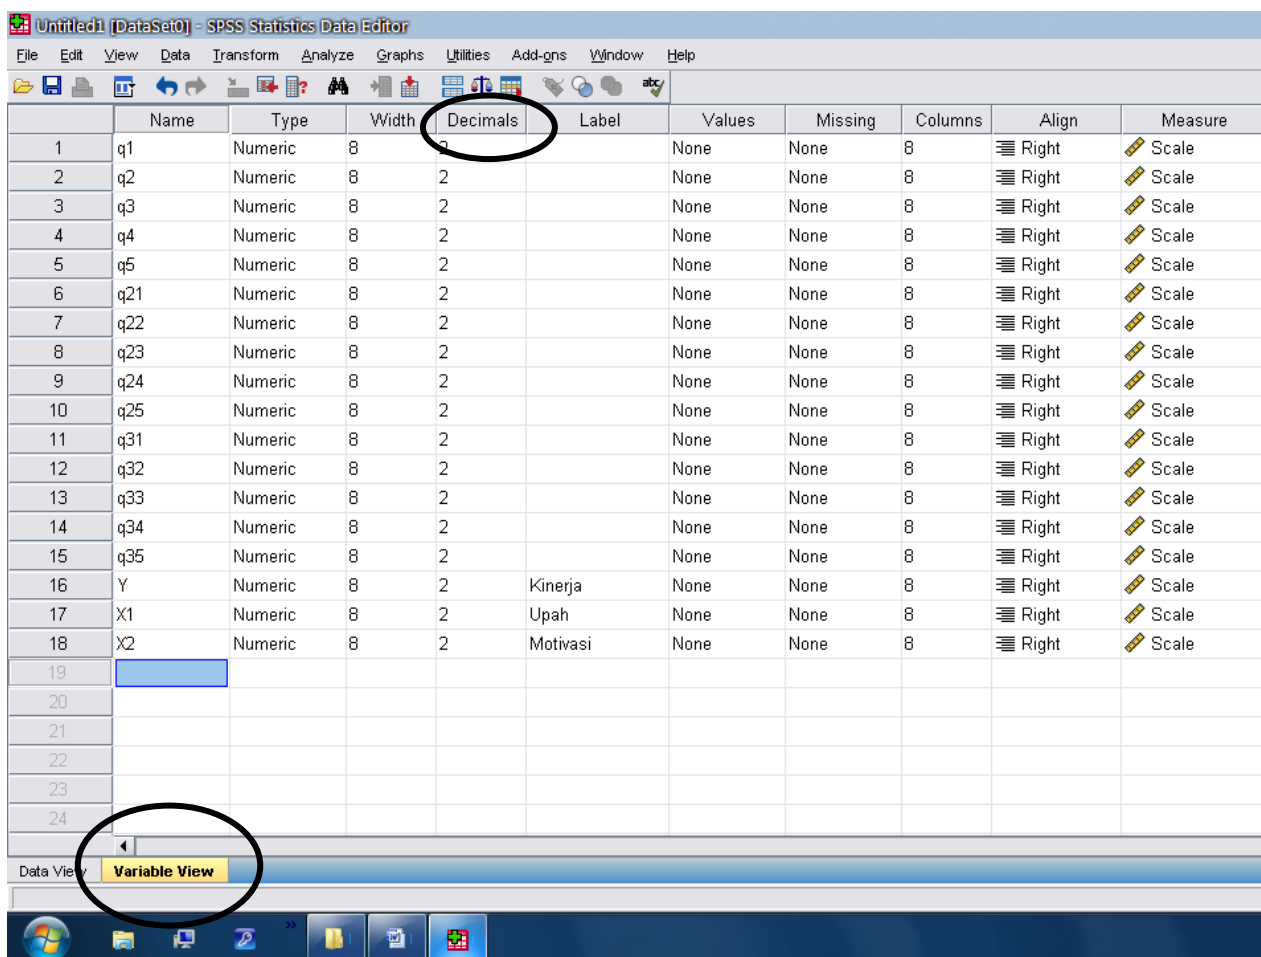 Untitled1 [DataSet0] - SPSS Statistics Data Editor
File Edit View Data Transform Analyze Graphs Utilities Add-ons Window Help
Name Type Width Decimals Label Values Missing Columns Align Measure
1 q1 Numeric 8 2 None None 8 Right Scale
2 q2 Numeric 8 2 None None 8 Right Scale
3 q3 Numeric 8 2 None None 8 Right Scale
4 q4 Numeric 8 2 None None 8 Right Scale
5 q5 Numeric 8 2 None None 8 Right Scale
6 q21 Numeric 8 2 None None 8 Right Scale
7 q22 Numeric 8 2 None None 8 Right Scale
8 q23 Numeric 8 2 None None 8 Right Scale
9 q24 Numeric 8 2 None None 8 Right Scale
10 q25 Numeric 8 2 None None 8 Right Scale
11 q31 Numeric 8 2 None None 8 Right Scale
12 q32 Numeric 8 2 None None 8 Right Scale
13 q33 Numeric 8 2 None None 8 Right Scale
14 q34 Numeric 8 2 None None 8 Right Scale
15 q35 Numeric 8 2 None None 8 Right Scale
16 Y Numeric 8 2 Kinerja None None 8 Right Scale
17 X1 Numeric 8 2 Upah None None 8 Right Scale
18 X2 Numeric 8 2 Motivasi None None 8 Right Scale
19
20
21
22
23
24
Data View Variable View